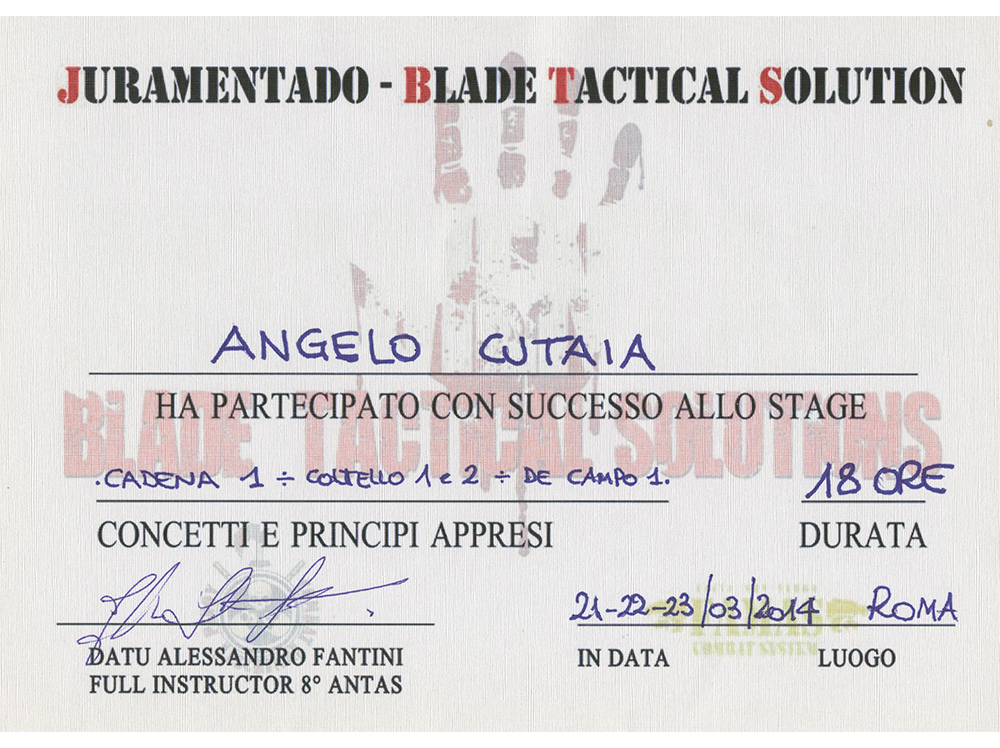 JURAMENTADO - BLADE TACTICAL SOLUTION
ANGELO CUTAIA
HA PARTECIPATO CON SUCCESSO ALLO STAGE
BLADE TACTICAL SOLUTIONS
.CADENA 1 ÷ COLTELLO 1 e 2 ÷ DE CAMPO 1. 18 ORE
CONCETTI E PRINCIPI APPRESI DURATA
21-22-23/03/2014 ROMA
COMBAT SYSTEM
DATU ALESSANDRO FANTINI IN DATA LUOGO
FULL INSTRUCTOR 8° ANTAS